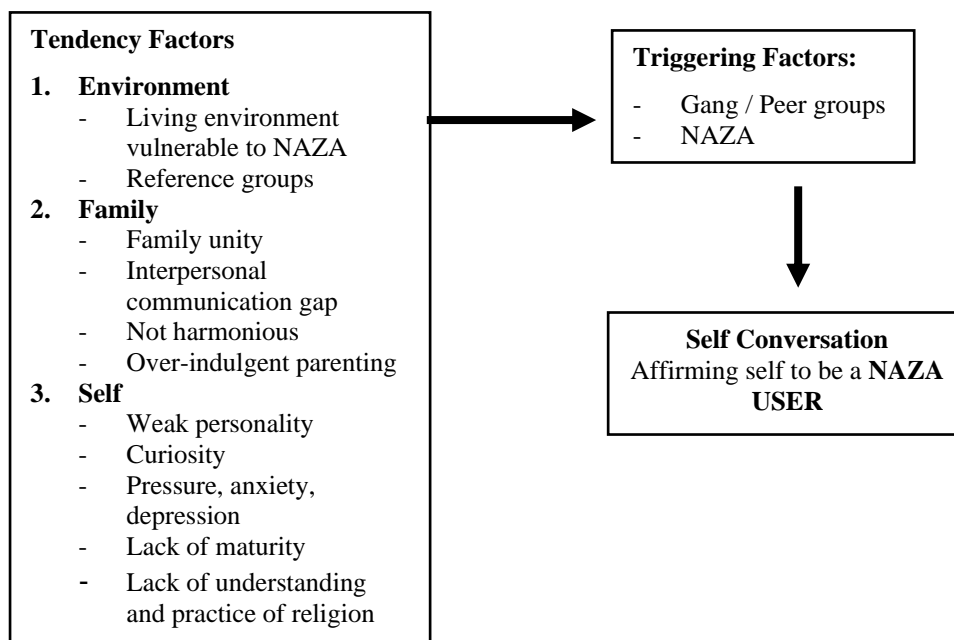 Tendency Factors
1. Environment
- Living environment
vulnerable to NAZA
- Reference groups
2. Family
- Family unity
- Interpersonal
communication gap
- Not harmonious
- Over-indulgent parenting
3. Self
- Weak personality
- Curiosity
- Pressure, anxiety,
depression
- Lack of maturity
- Lack of understanding
and practice of religion
Triggering Factors:
- Gang / Peer groups
- NAZA
Self Conversation
Affirming self to be a NAZA
USER